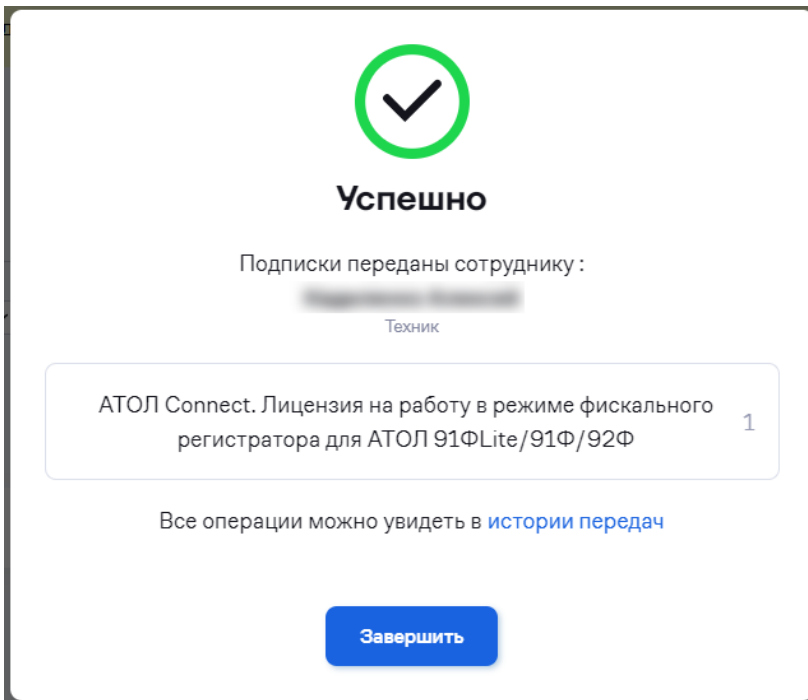 Успешно
Подписки переданы сотруднику :
Техник
АТОЛ Connect. Лицензия на работу в режиме фискального
регистратора для АТОЛ 91ФLite/91Ф/92Ф
1
Все операции можно увидеть в истории передач
Завершить